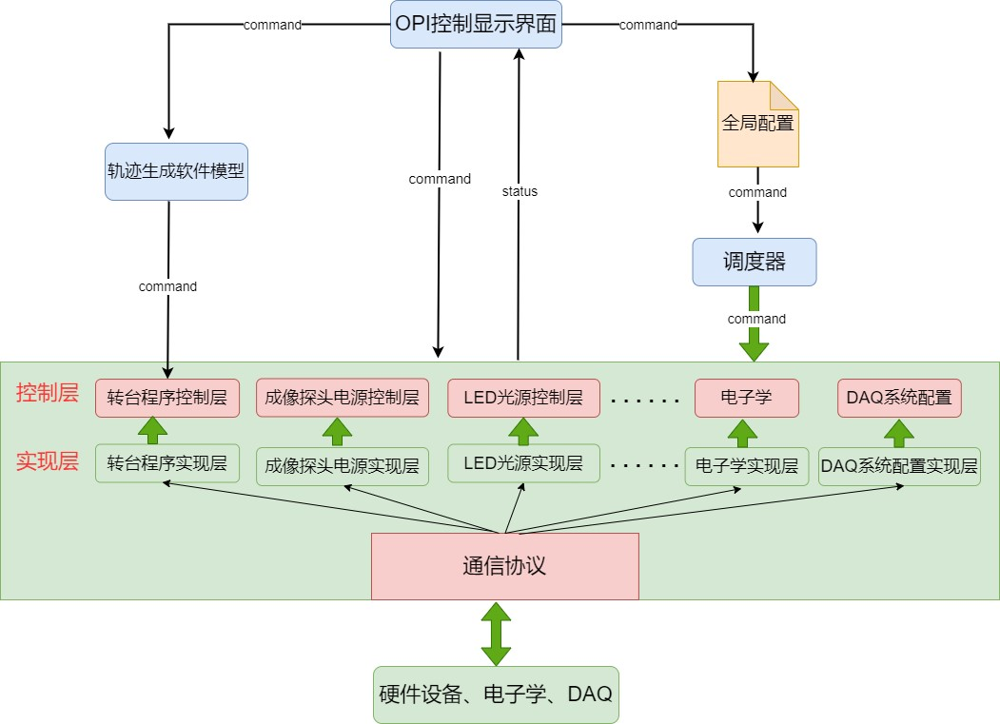 OPI控制显示界面
command
command
全局配置
轨迹生成软件模型
command
status
command
调度器
command
command
控制层
转台程序控制层
成像探头电源控制层
LED光源控制层
......
电子学
DAQ系统配置
实现层
转台程序实现层
成像探头电源实现层
LED光源实现层
......
电子学实现层
DAQ系统配置实现层
通信协议
硬件设备、电子学、DAQ